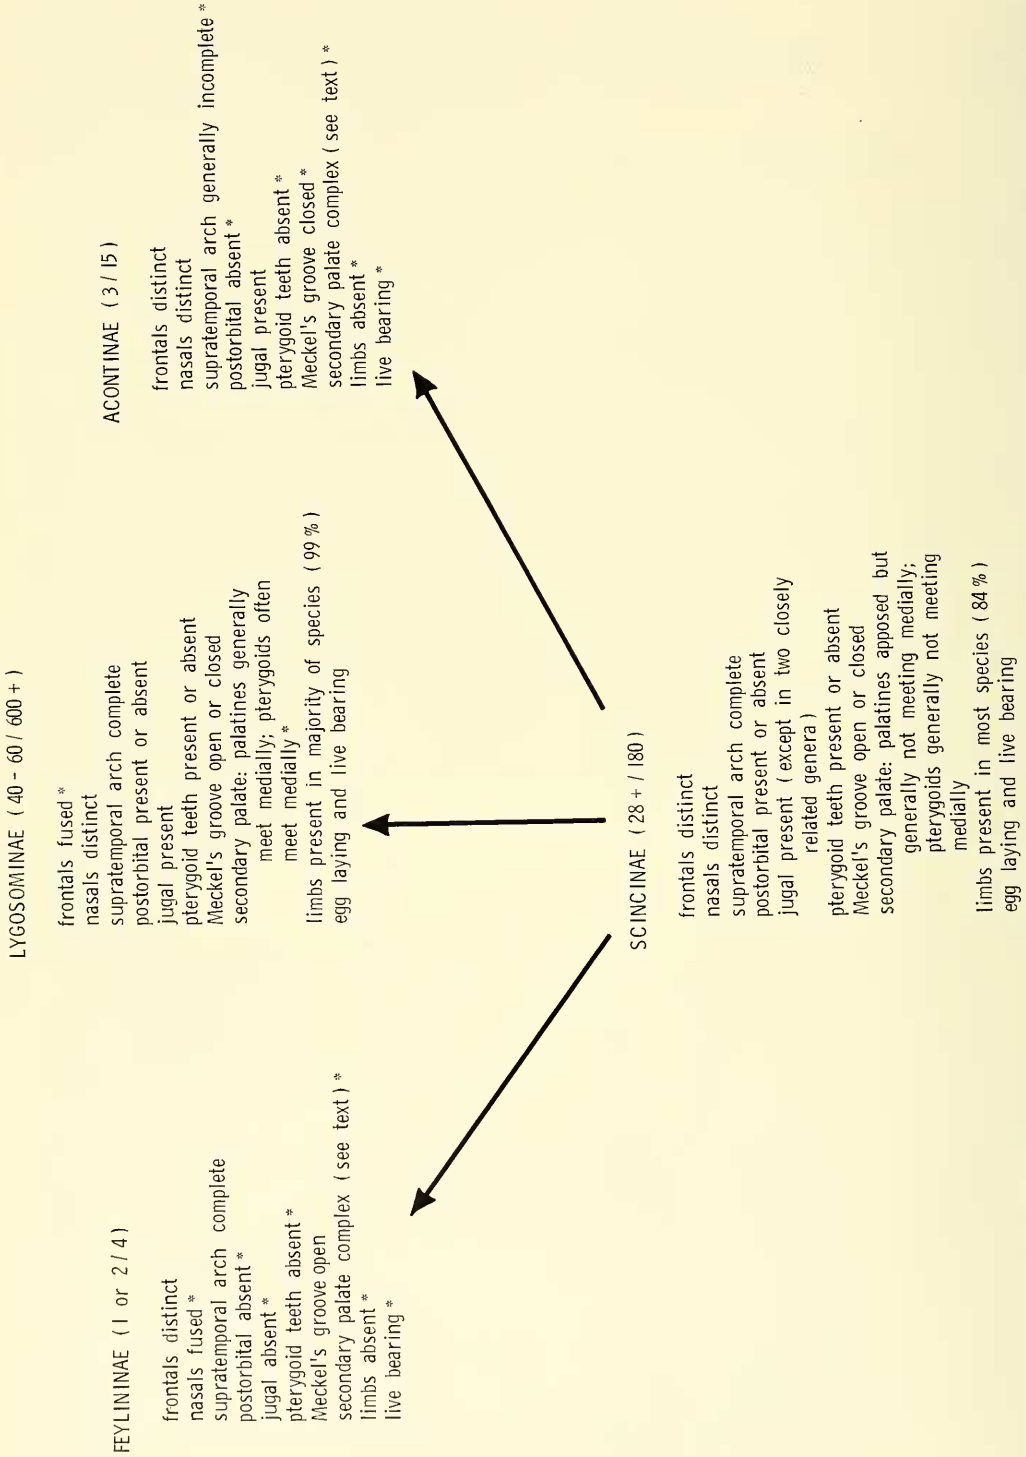 LYGOSOMINAE ( 40 - 60 / 600 + )
frontals fused *
nasals distinct
supratemporal arch complete
postorbital present or absent
jugal present
pterygoid teeth present or absent
Meckel's groove open or closed
secondary palate: palatines generally
meet medially; pterygoids often
meet medially *
limbs present in majority of species ( 99 % )
egg laying and live bearing
FEYLININAE ( 1 or 2 / 4 )
frontals distinct
nasals fused *
supratemporal arch complete
postorbital absent *
jugal absent *
pterygoid teeth absent *
Meckel's groove open
secondary palate complex ( see text ) *
limbs absent *
live bearing *
ACONTINAE ( 3 / 15 )
frontals distinct
nasals distinct
supratemporal arch generally incomplete *
postorbital absent *
jugal present
pterygoid teeth absent *
Meckel's groove closed *
secondary palate complex ( see text ) *
limbs absent *
live bearing *
SCINCINAE ( 28 + / 180 )
frontals distinct
nasals distinct
supratemporal arch complete
postorbital present or absent
jugal present ( except in two closely
related genera )
pterygoid teeth present or absent
Meckel's groove open or closed
secondary palate: palatines apposed but
generally not meeting medially;
pterygoids generally not meeting
medially
limbs present in most species ( 84 % )
egg laying and live bearing